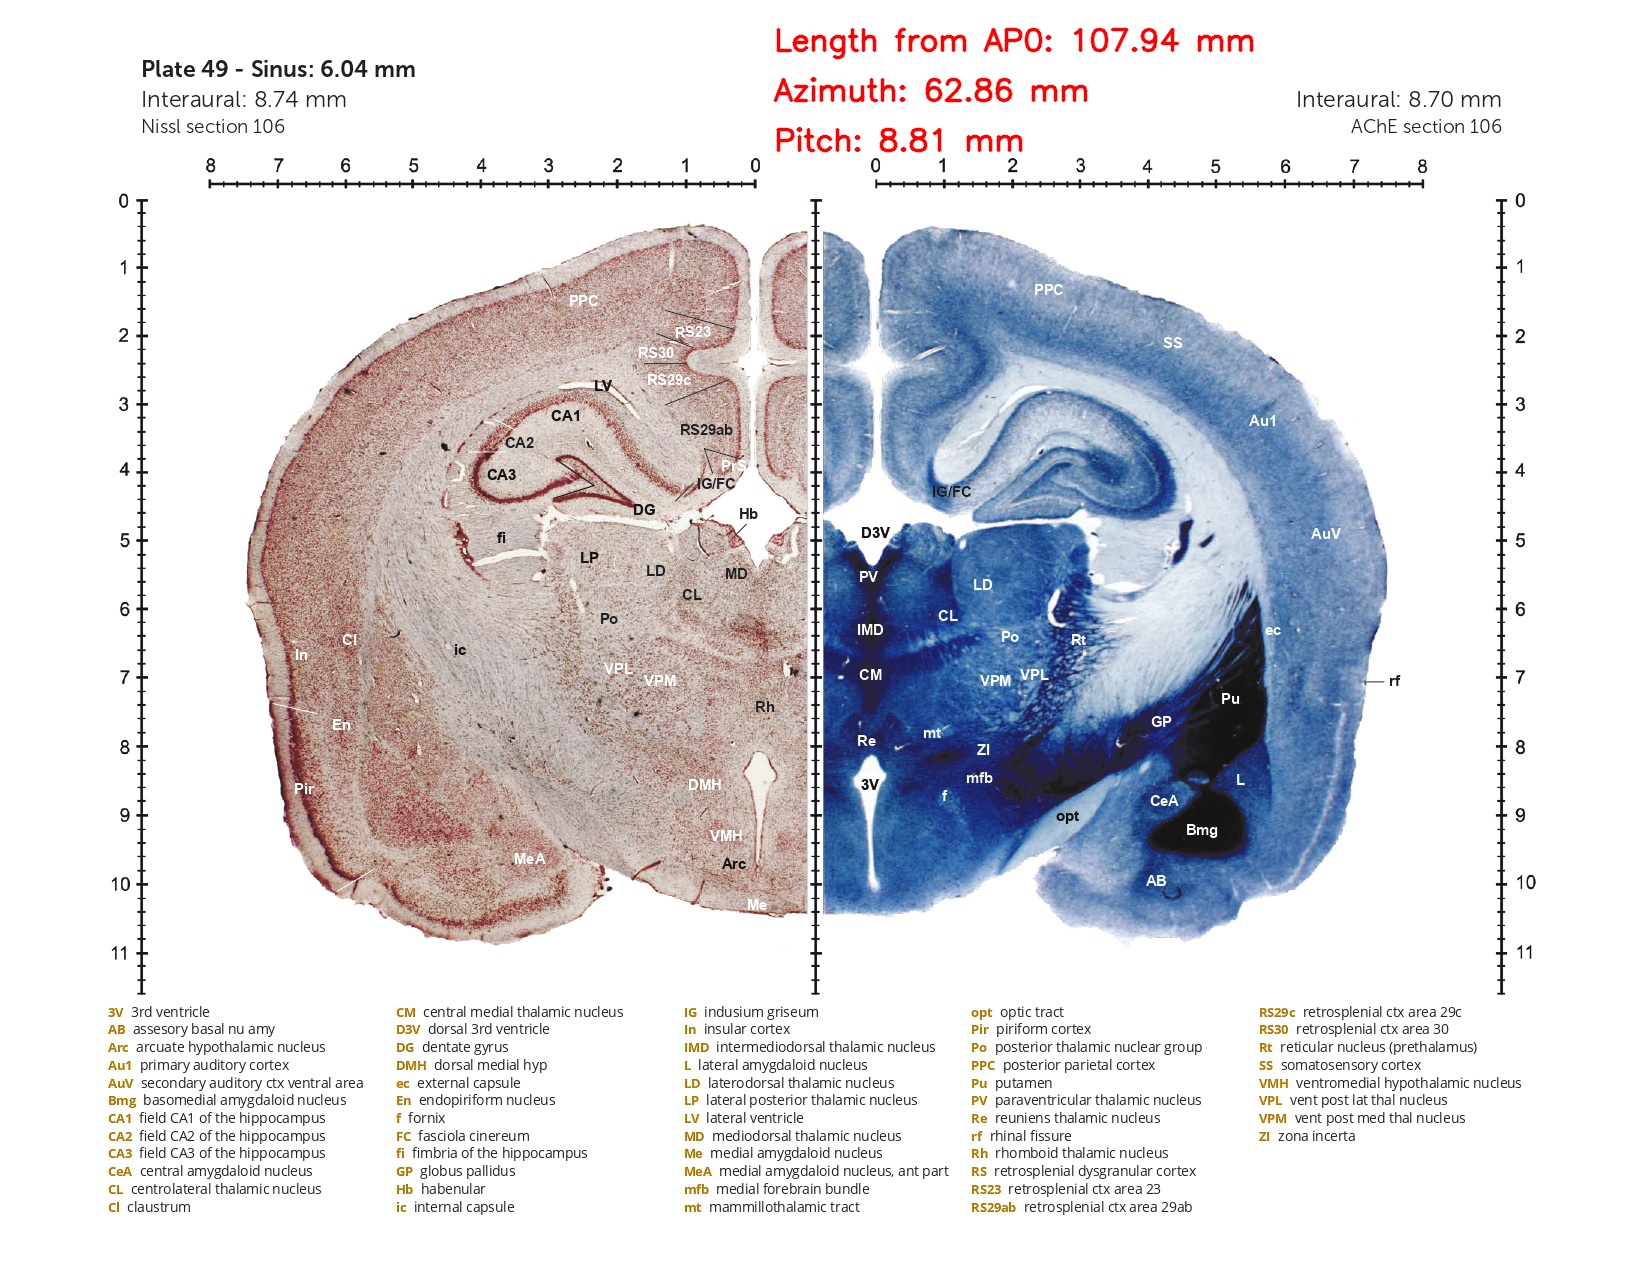 Length from AP0: 107.94 mm
Plate 49 - Sinus: 6.04 mm
Azimuth: 62.86 mm
Interaural: 8.74 mm
Interaural: 8.70 mm
Nissl section 106
AChE section 106
Pitch: 8.81 mm
8 7 6 5 4 3 2 1 0
0 1 2 3 4 5 6 7 8
0 0
1 1
2 2
3 3
4 4
5 5
6 6
7 7
8 8
9 9
10 10
11 11
PPC
RS23
RS30
RS29c
LV
CA1
RS29ab
CA2
CA3
IG/FC
DG
Hb
fi
LP
LD
MD
CL
Po
Cl
ic
In
VPL
VPM
Rh
En
DMH
Pir
VMH
MeA
Arc
Me
PPC
SS
Au1
IG/FC
D3V
AuV
PV
LD
CL
IMD
Po
Rt
ec
CM
VPM
VPL
rf
Pu
GP
mt
Re
ZI
mfb
3V
L
f
CeA
opt
Bmg
AB
3V 3rd ventricle
AB assesory basal nu amy
Arc arcuate hypothalamic nucleus
Au1 primary auditory cortex
AuV secondary auditory ctx ventral area
Bmg basomedial amygdaloid nucleus
CA1 field CA1 of the hippocampus
CA2 field CA2 of the hippocampus
CA3 field CA3 of the hippocampus
CeA central amygdaloid nucleus
CL centrolateral thalamic nucleus
Cl claustrum
CM central medial thalamic nucleus
D3V dorsal 3rd ventricle
DG dentate gyrus
DMH dorsal medial hyp
ec external capsule
En endopiriform nucleus
f fornix
FC fasciola cinereum
fi fimbria of the hippocampus
GP globus pallidus
Hb habenular
ic internal capsule
IG indusium griseum
In insular cortex
IMD intermediodorsal thalamic nucleus
L lateral amygdaloid nucleus
LD laterodorsal thalamic nucleus
LP lateral posterior thalamic nucleus
LV lateral ventricle
MD mediodorsal thalamic nucleus
Me medial amygdaloid nucleus
MeA medial amygdaloid nucleus, ant part
mfb medial forebrain bundle
mt mammillothalamic tract
opt optic tract
Pir piriform cortex
Po posterior thalamic nuclear group
PPC posterior parietal cortex
Pu putamen
PV paraventricular thalamic nucleus
Re reuniens thalamic nucleus
rf rhinal fissure
Rh rhomboid thalamic nucleus
RS retrosplenial dysgranular cortex
RS23 retrosplenial ctx area 23
RS29ab retrosplenial ctx area 29ab
RS29c retrosplenial ctx area 29c
RS30 retrosplenial ctx area 30
Rt reticular nucleus (prethalamus)
SS somatosensory cortex
VMH ventromedial hypothalamic nucleus
VPL vent post lat thal nucleus
VPM vent post med thal nucleus
ZI zona incerta